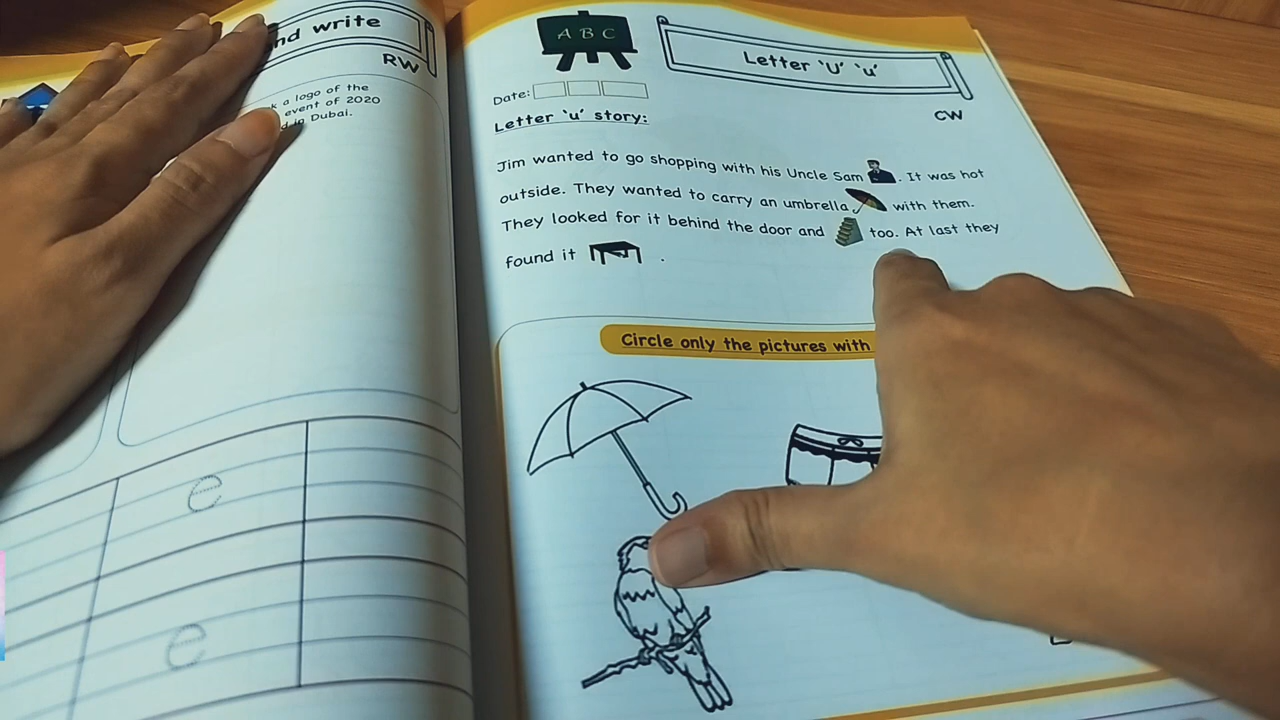 nd write
RW
k a logo of the
event of 2020
d in Dubai.
e
e
A B C
Letter 'U' 'u'
Date:
CW
Letter 'u' story:
Jim wanted to go shopping with his Uncle Sam . It was hot
outside. They wanted to carry an umbrella with them.
They looked for it behind the door and too. At last they
found it .
Circle only the pictures with